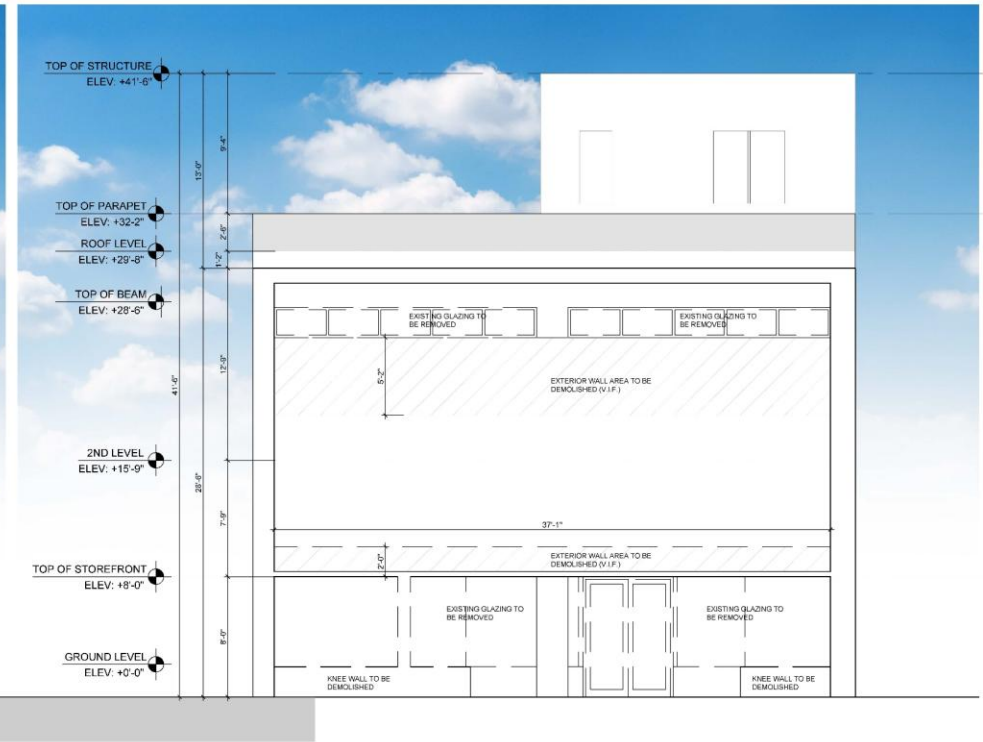 TOP OF STRUCTURE
ELEV: +41'-6"
TOP OF PARAPET
ELEV: +32-2"
ROOF LEVEL
ELEV: +29'-8"
TOP OF BEAM
ELEV: +28'-6"
2ND LEVEL
ELEV: +15'-9"
TOP OF STOREFRONT
ELEV: +8'-0"
GROUND LEVEL
ELEV: +0'-0"
41'-6"
13'-0"
28'-6"
9'-4"
2'-6"
1'-2"
12'-9"
7'-9"
8'-0"
EXISTING GLAZING TO
BE REMOVED
EXISTING GLAZING TO
BE REMOVED
5'-2"
EXTERIOR WALL AREA TO BE
DEMOLISHED (V.I.F.)
37'-1"
2'-0"
EXTERIOR WALL AREA TO BE
DEMOLISHED (V.I.F.)
EXISTING GLAZING TO
BE REMOVED
EXISTING GLAZING TO
BE REMOVED
KNEE WALL TO BE
DEMOLISHED
KNEE WALL TO BE
DEMOLISHED